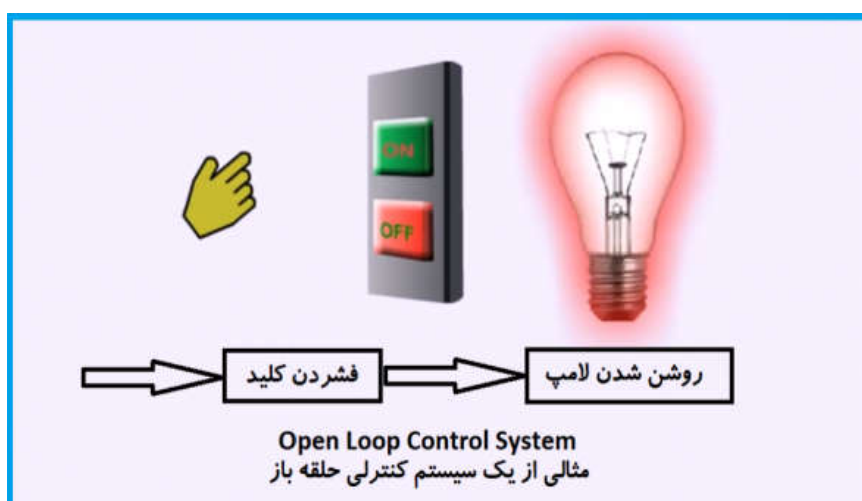 ON
OFF
فشردن کلید
روشن شدن لامپ
Open Loop Control System
مثالی از یک سیستم کنترلی حلقه باز